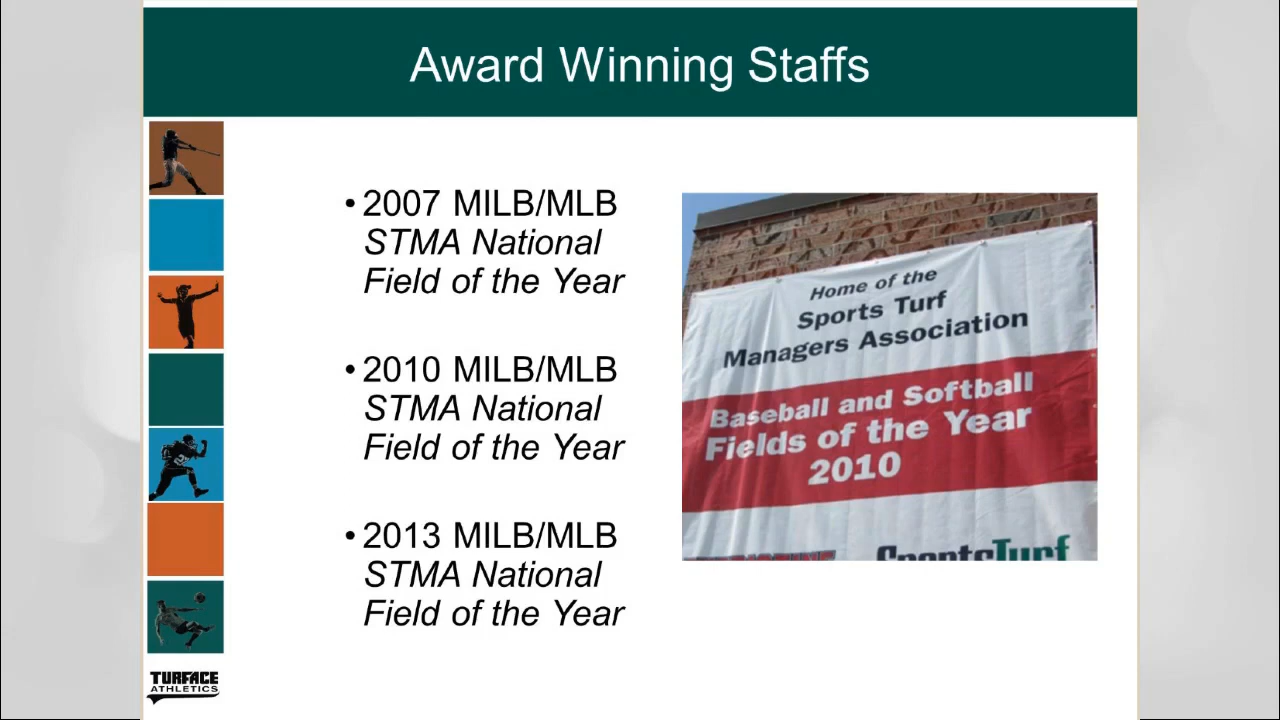 Award Winning Staffs
• 2007 MILB/MLB
STMA National
Field of the Year
• 2010 MILB/MLB
STMA National
Field of the Year
• 2013 MILB/MLB
STMA National
Field of the Year
Home of the
Sports Turf
Managers Association
Baseball and Softball
Fields of the Year
2010
SportsTurf
TURFACE
ATHLETICS